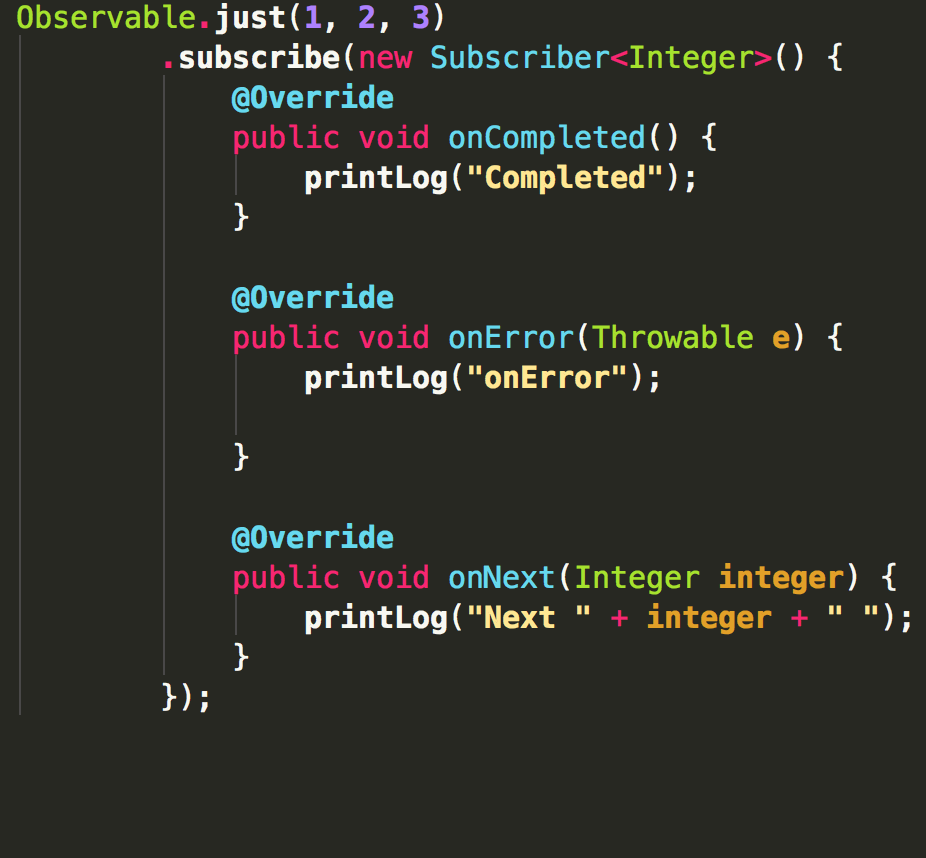 Observable.just(1, 2, 3)
.subscribe(new Subscriber<Integer>() {
@Override
public void onCompleted() {
printLog("Completed");
}
@Override
public void onError(Throwable e) {
printLog("onError");
}
@Override
public void onNext(Integer integer) {
printLog("Next " + integer + " ");
}
});